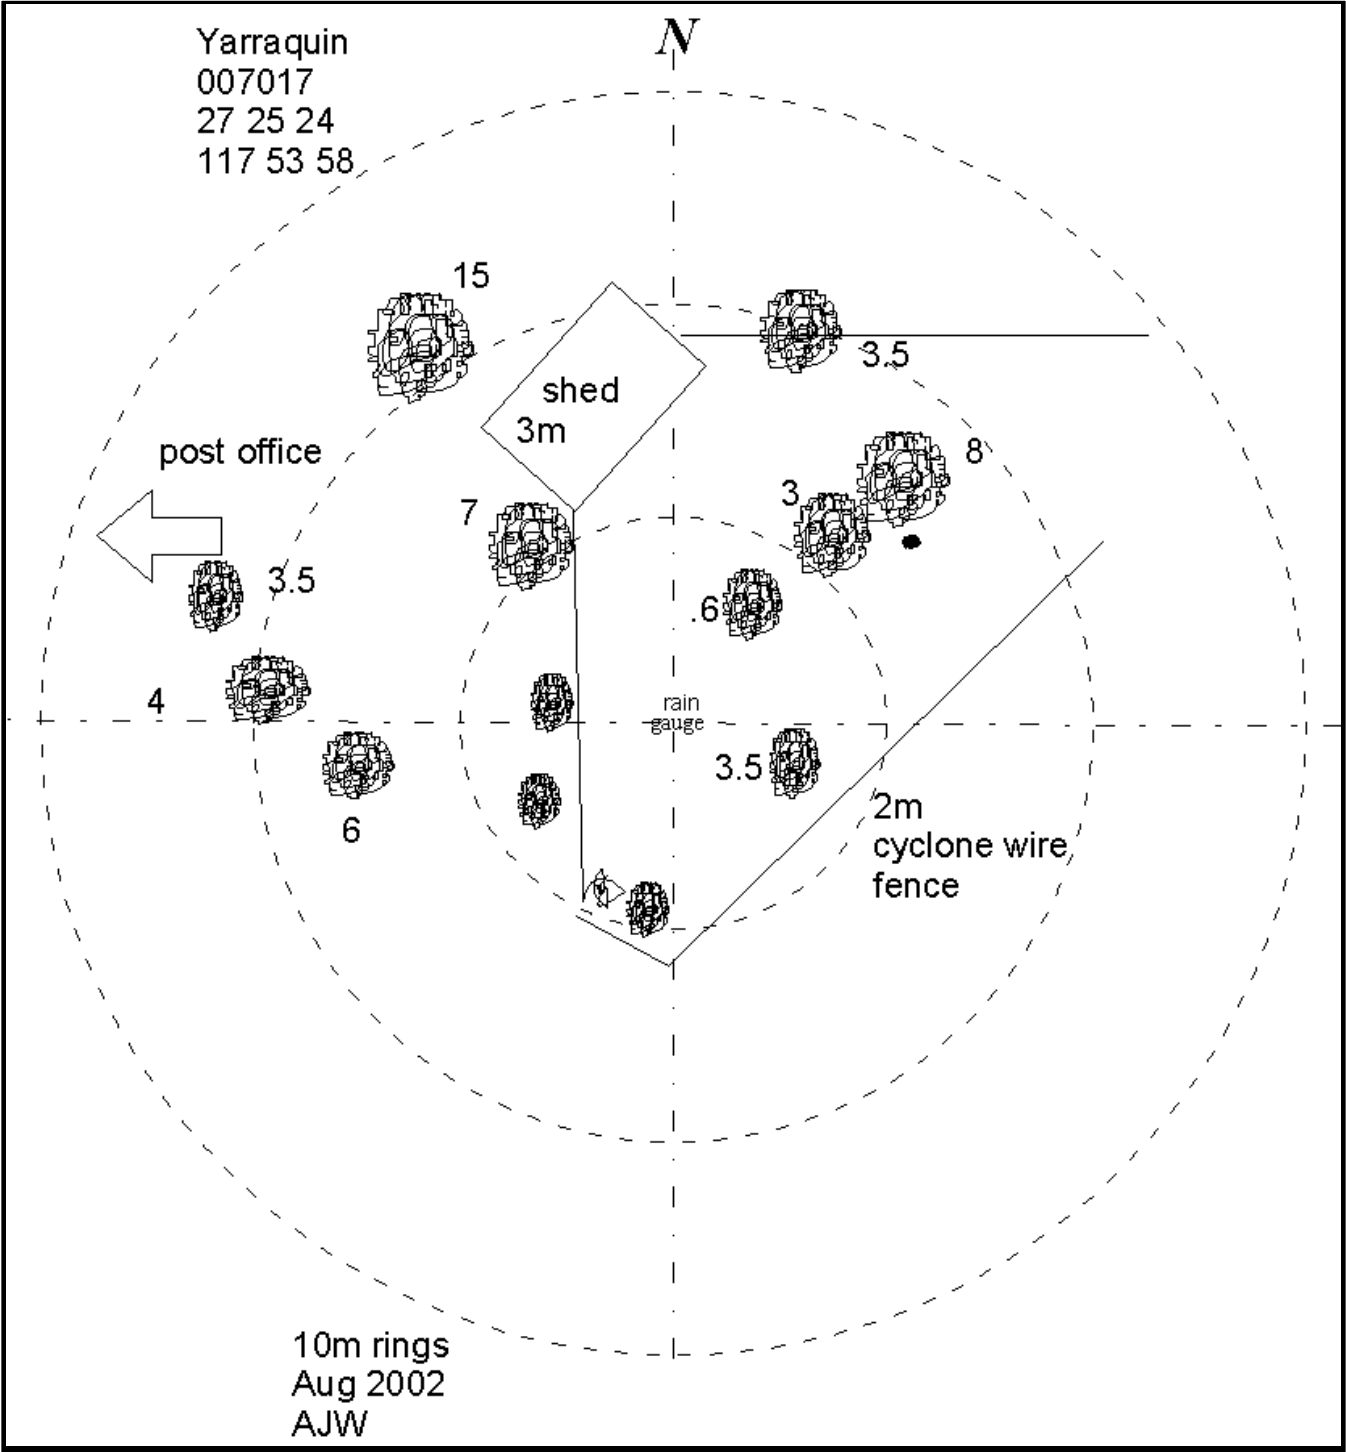 N
Yarraquin
007017
27 25 24
117 53 58
15
3.5
shed
3m
post office
8
7
3
3.5
.6
4
rain
gauge
3.5
6
2m
cyclone wire
fence
10m rings
Aug 2002
AJW